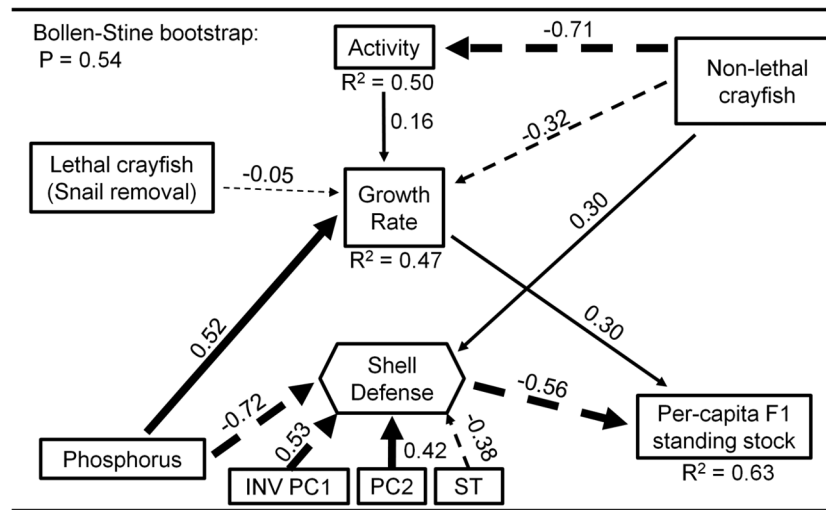 Bollen-Stine bootstrap:
P = 0.54
Activity
R² = 0.50
-0.71
Non-lethal
crayfish
0.16
-0.32
Lethal crayfish
(Snail removal)
-0.05
Growth
Rate
R² = 0.47
0.30
0.30
0.52
Shell
Defense
-0.56
-0.72
0.53
0.42
-0.38
Per-capita F1
standing stock
R² = 0.63
Phosphorus
INV PC1
PC2
ST